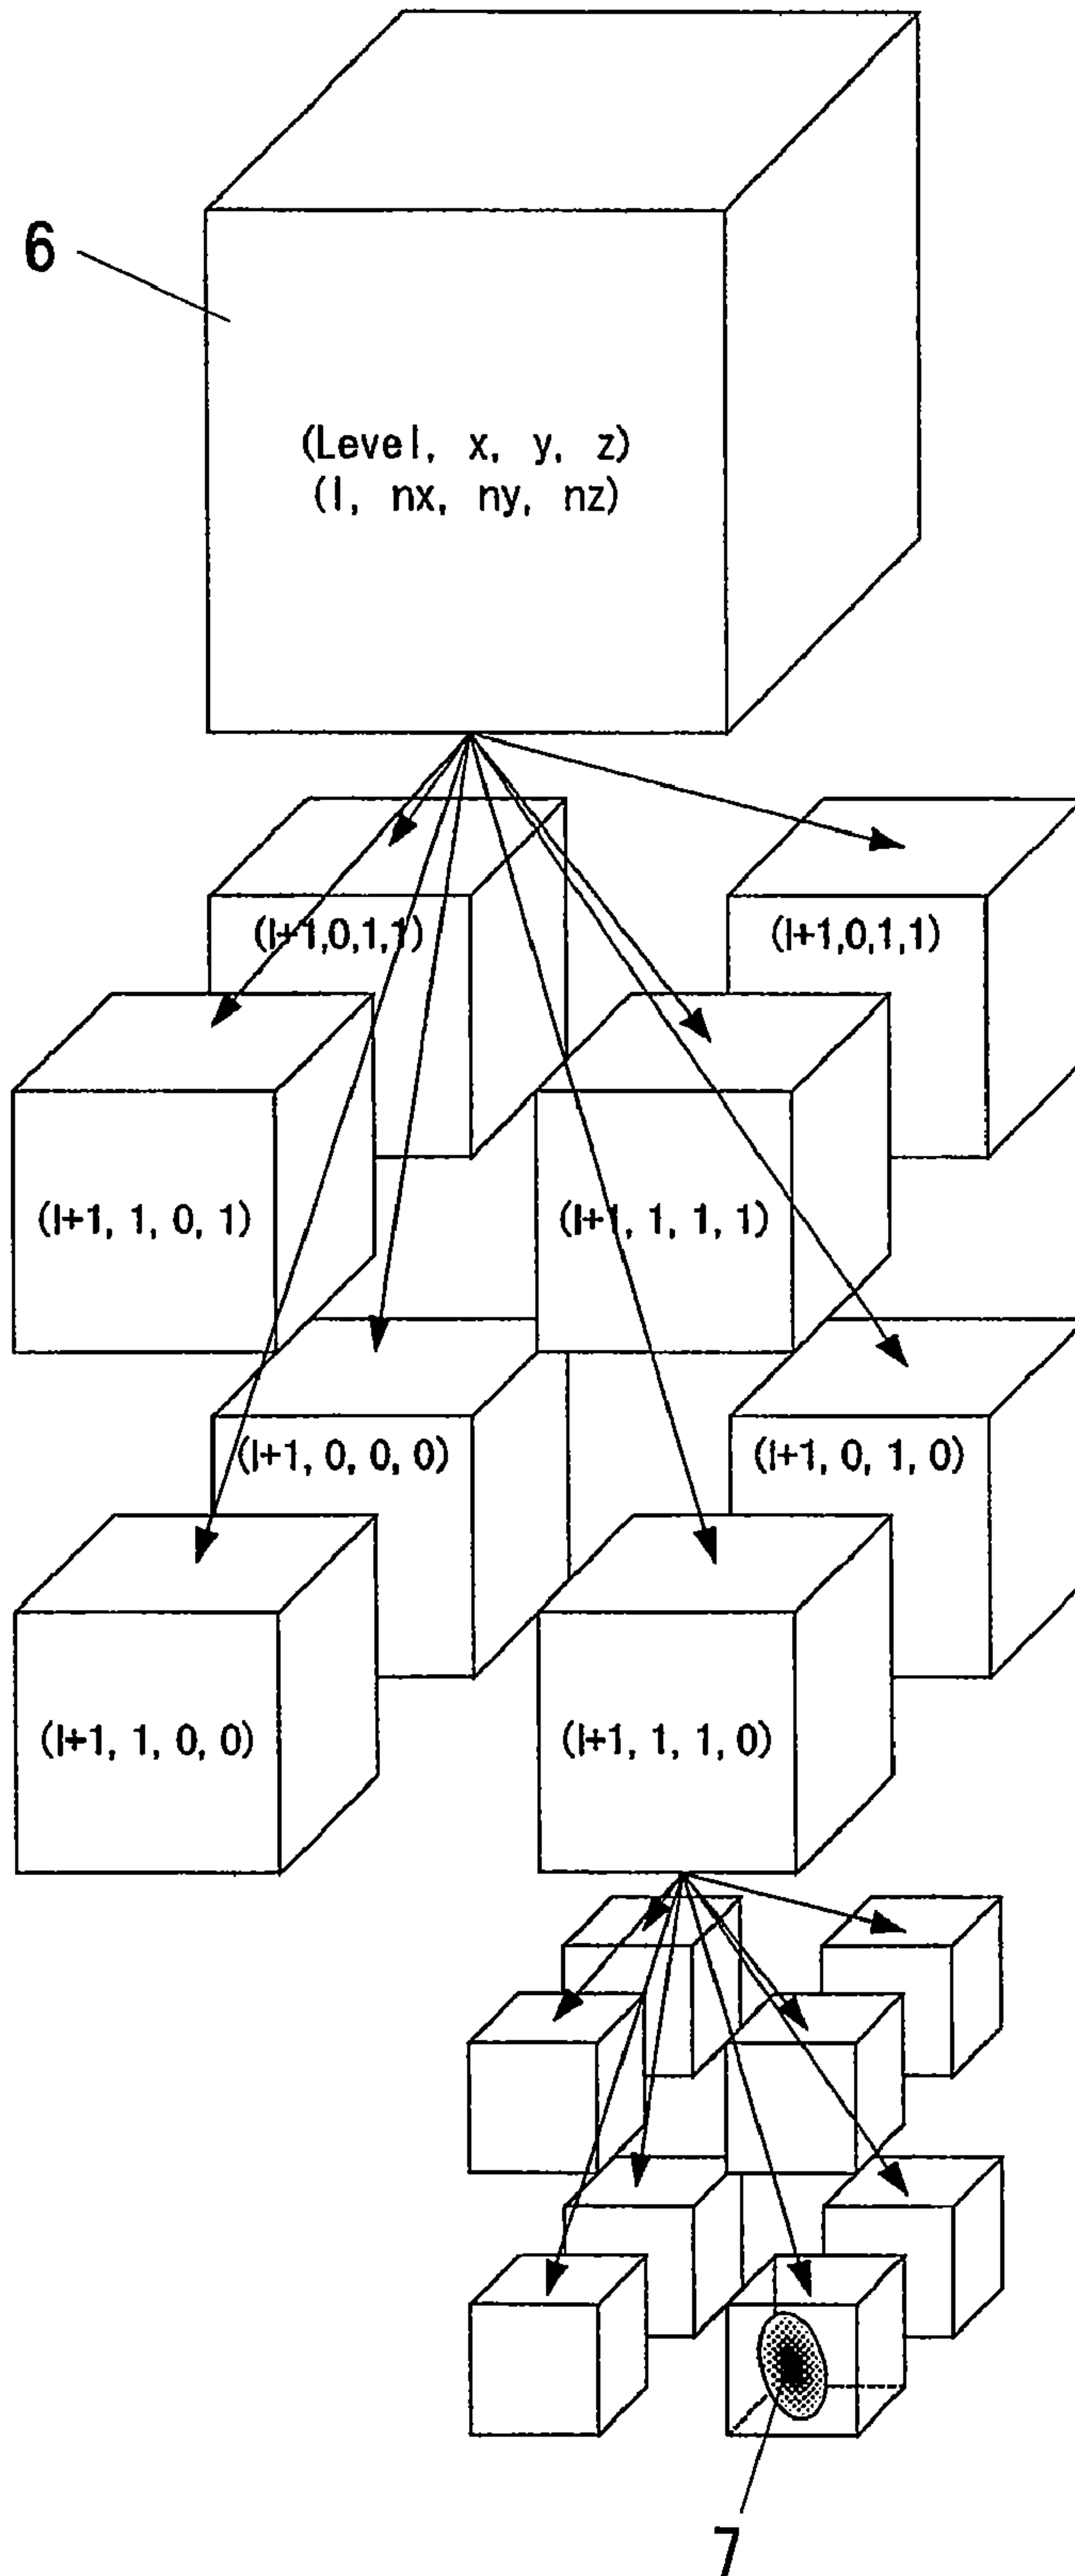 6
(Level, x, y, z)
(l, nx, ny, nz)
(l+1,0,1,1)
(l+1,0,1,1)
(l+1, 1, 0, 1)
(l+1, 1, 1, 1)
(l+1, 0, 0, 0)
(l+1, 0, 1, 0)
(l+1, 1, 0, 0)
(l+1, 1, 1, 0)
7